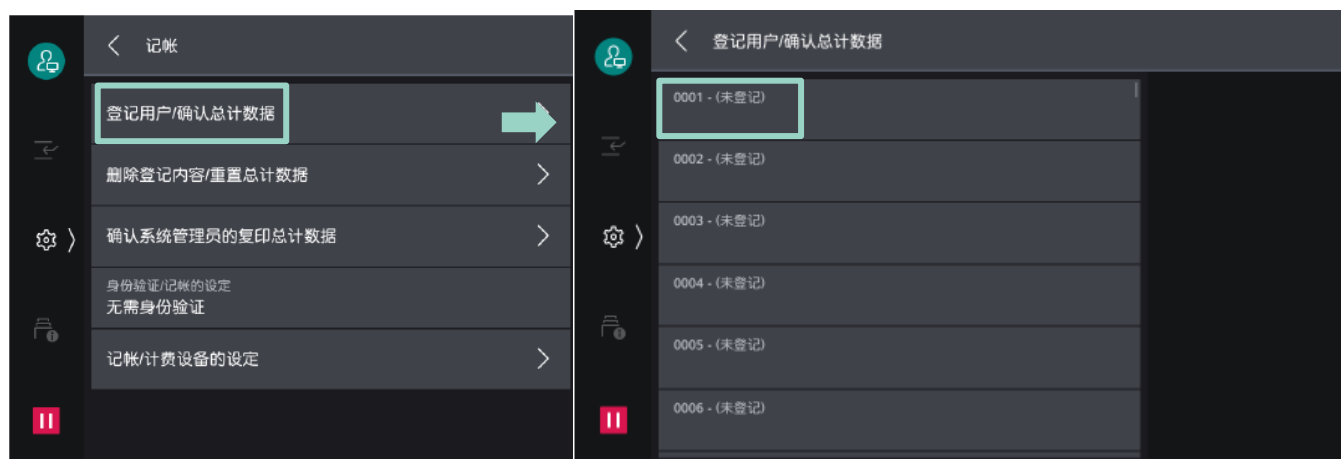 记帐
登记用户/确认总计数据
删除登记内容/重置总计数据
确认系统管理员的复印总计数据
身份验证/记帐的设定
无需身份验证
记帐/计费设备的设定
登记用户/确认总计数据
0001 - (未登记)
0002 - (未登记)
0003 - (未登记)
0004 - (未登记)
0005 - (未登记)
0006 - (未登记)